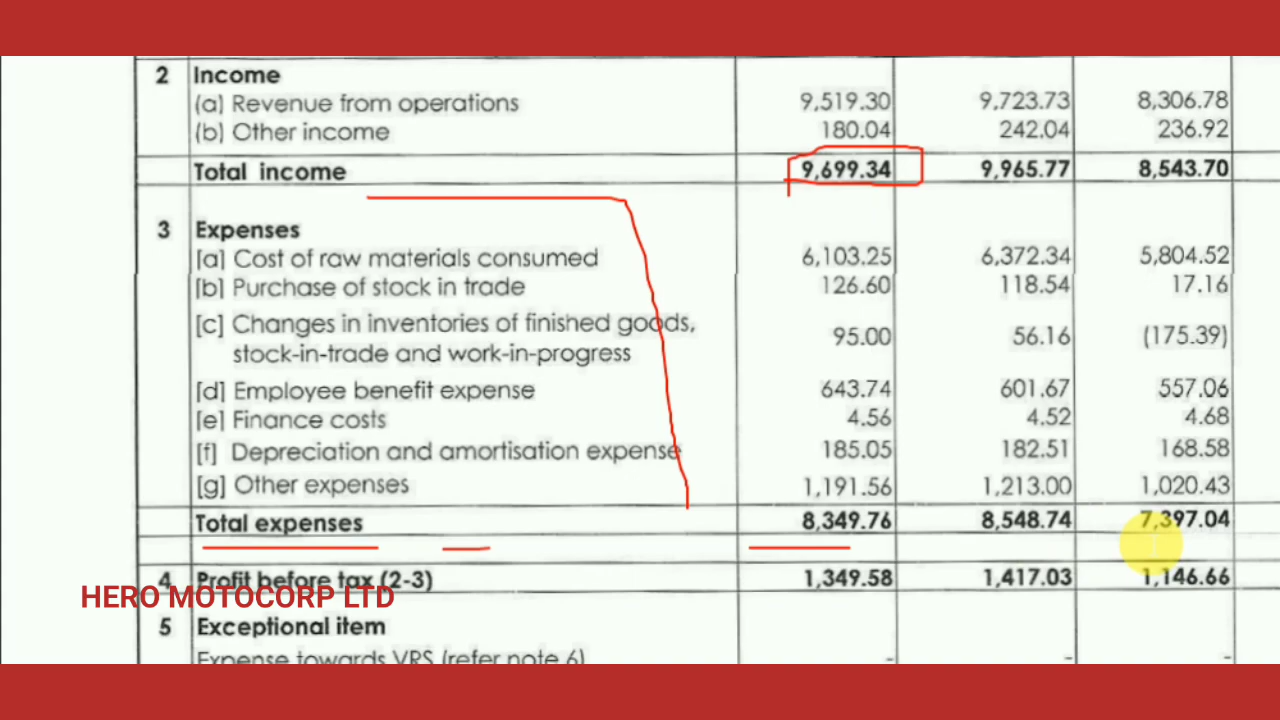 2 Income
(a) Revenue from operations 9,519.30 9,723.73 8,306.78
(b) Other income 180.04 242.04 236.92
Total income 9,699.34 9,965.77 8,543.70
3 Expenses
[a] Cost of raw materials consumed 6,103.25 6,372.34 5,804.52
[b] Purchase of stock in trade 126.60 118.54 17.16
[c] Changes in inventories of finished goods,
stock-in-trade and work-in-progress 95.00 56.16 (175.39)
[d] Employee benefit expense 643.74 601.67 557.06
[e] Finance costs 4.56 4.52 4.68
[f] Depreciation and amortisation expense 185.05 182.51 168.58
[g] Other expenses 1,191.56 1,213.00 1,020.43
Total expenses 8,349.76 8,548.74 7,397.04
4 Profit before tax (2-3) 1,349.58 1,417.03 1,146.66
HERO MOTOCORP LTD
5 Exceptional item
Expense towards VRS (refer note 6) - - -